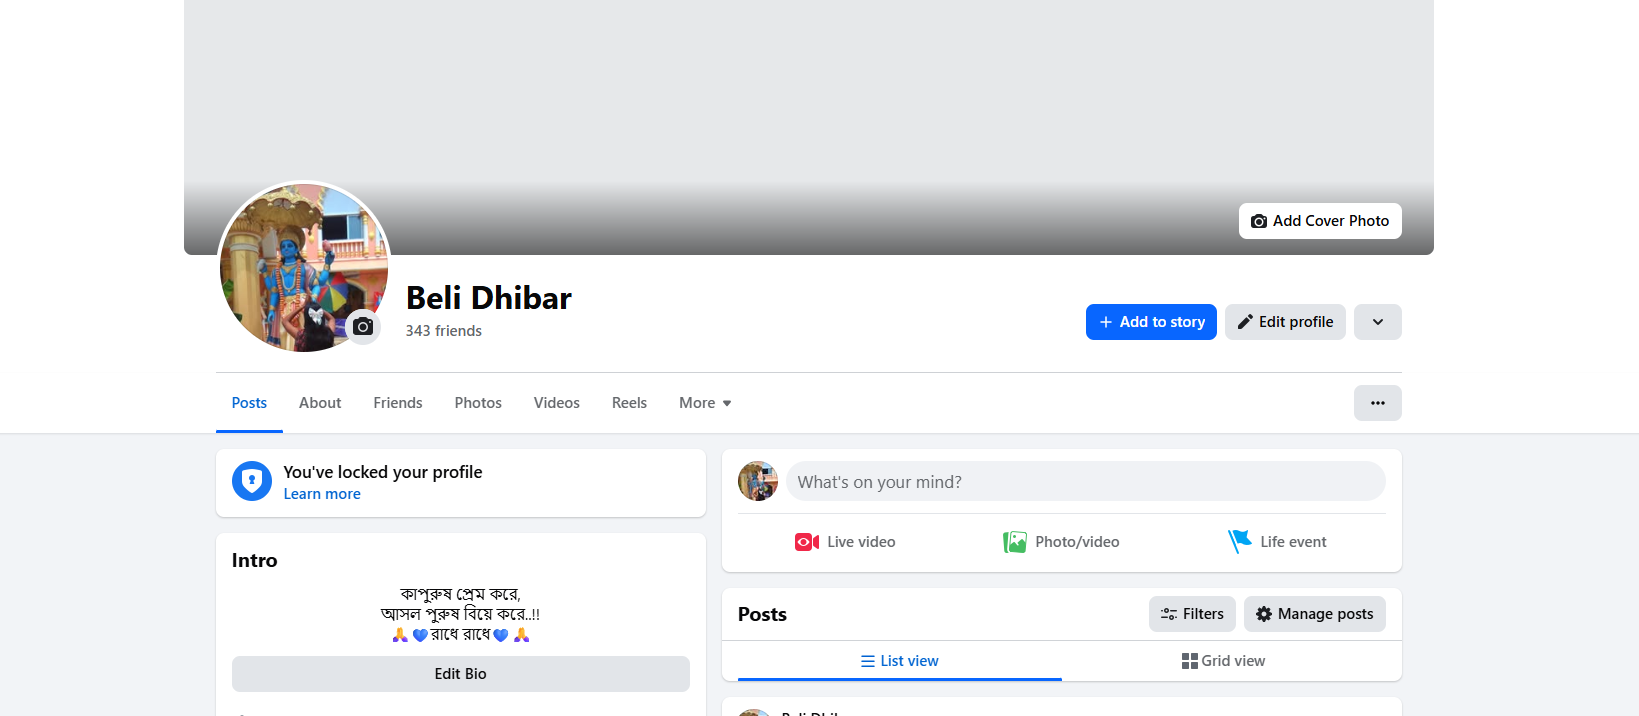 Add Cover Photo
Beli Dhibar
343 friends
Add to story
Edit profile
Posts
About
Friends
Photos
Videos
Reels
More
You've locked your profile
Learn more
Intro
কাপুরুষ প্রেম করে,
আসল পুরুষ বিয়ে করে..!!
🙏💙রাধে রাধে💙🙏
Edit Bio
What's on your mind?
Live video
Photo/video
Life event
Posts
Filters
Manage posts
List view
Grid view